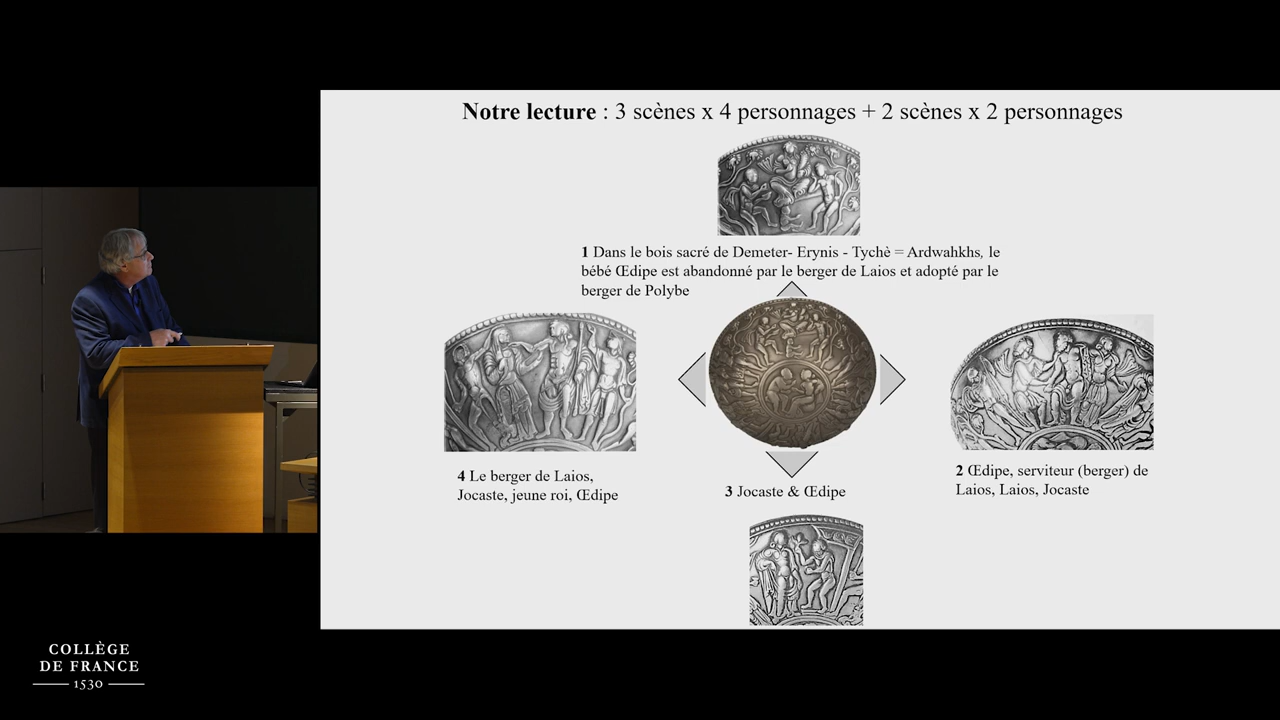 Notre lecture : 3 scènes x 4 personnages + 2 scènes x 2 personnages
1 Dans le bois sacré de Demeter- Erynis - Tychè = Ardwahkhs, le
bébé Œdipe est abandonné par le berger de Laios et adopté par le
berger de Polybe
4 Le berger de Laios,
Jocaste, jeune roi, Œdipe
3 Jocaste & Œdipe
2 Œdipe, serviteur (berger) de
Laios, Laios, Jocaste
COLLÈGE
DE FRANCE
1530